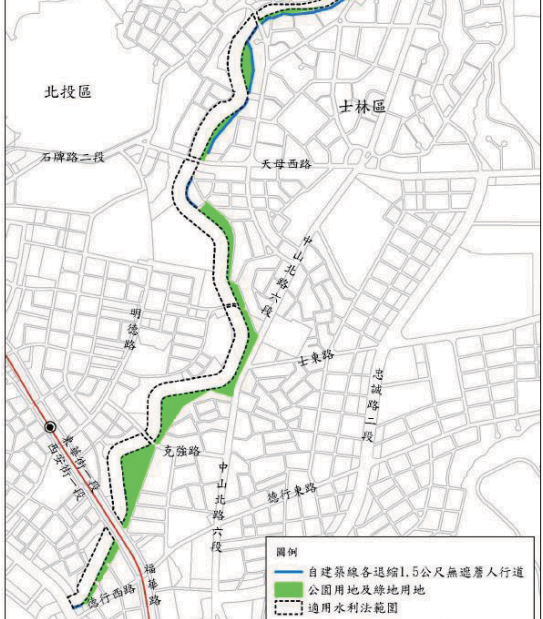 北投區
士林區
石牌路二段
天母西路
中山北路六段
明德路
士東路
忠誠路二段
東華街二段
西安街二段
克強路
中山北路六段
德行東路
福華路
德行西路
圖例
自建築線各退縮1.5公尺無遮簷人行道
公園用地及綠地用地
適用水利法範圍